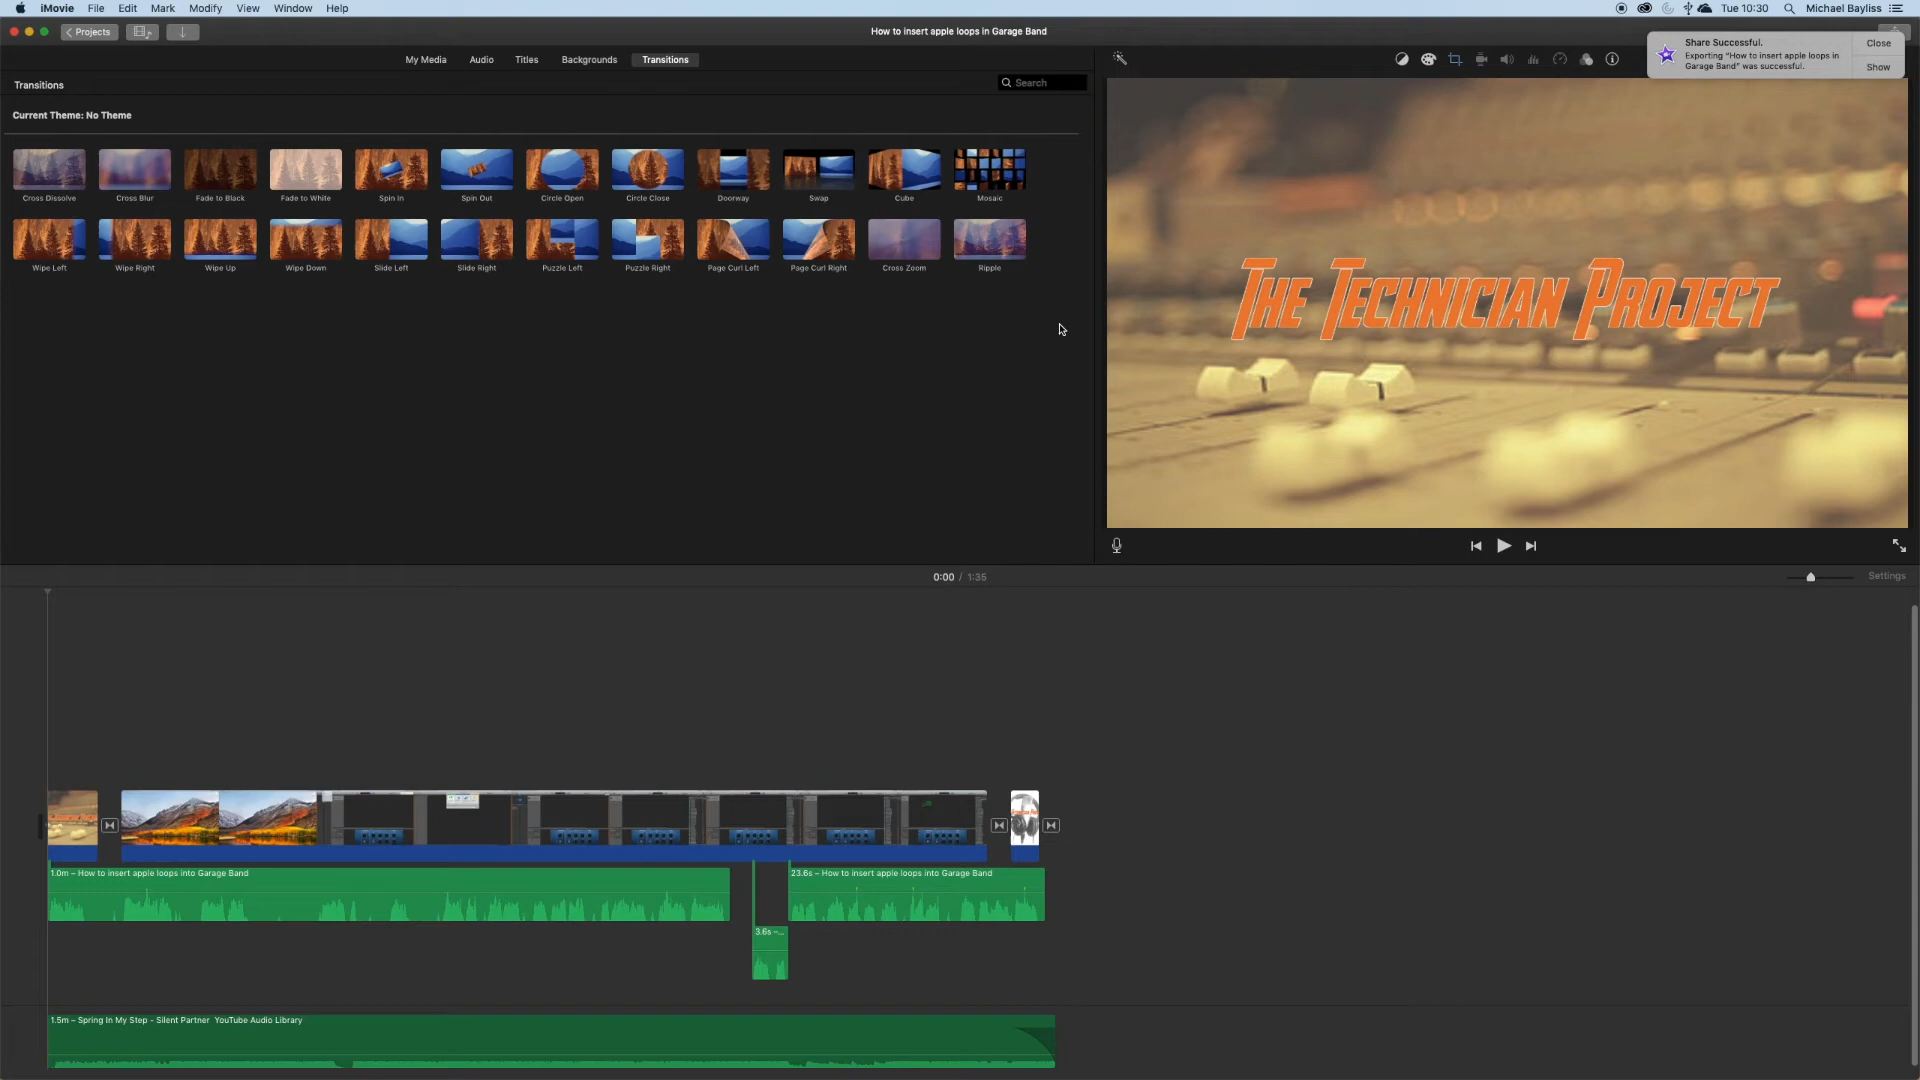 iMovie File Edit Mark Modify View Window Help
Tue 10:30 Michael Bayliss
Projects
How to insert apple loops in Garage Band
Share Successful.
Exporting “How to insert apple loops in
Garage Band” was successful.
Close
Show
My Media Audio Titles Backgrounds Transitions
Transitions
Search
Current Theme: No Theme
Cross Dissolve Cross Blur Fade to Black Fade to White Spin In Spin Out Circle Open Circle Close Doorway Swap Cube Mosaic
Wipe Left Wipe Right Wipe Up Wipe Down Slide Left Slide Right Puzzle Left Puzzle Right Page Curl Left Page Curl Right Cross Zoom Ripple
The Technician Project
0:00 / 1:35
Settings
1.0m – How to insert apple loops into Garage Band
23.6s – How to insert apple loops into Garage Band
3.6s –...
1.5m – Spring In My Step - Silent Partner YouTube Audio Library